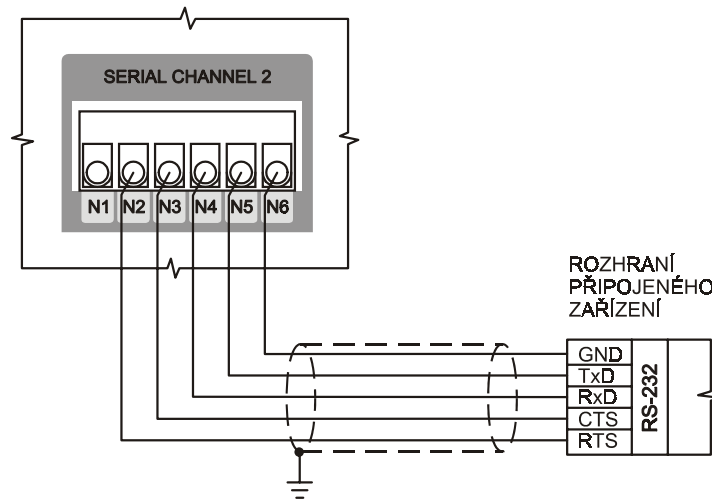 SERIAL CHANNEL 2
N1 N2 N3 N4 N5 N6
ROZHRANÍ
PŘIPOJENÉHO
ZAŘÍZENÍ
GND
TxD
RxD
CTS
RTS
RS-232